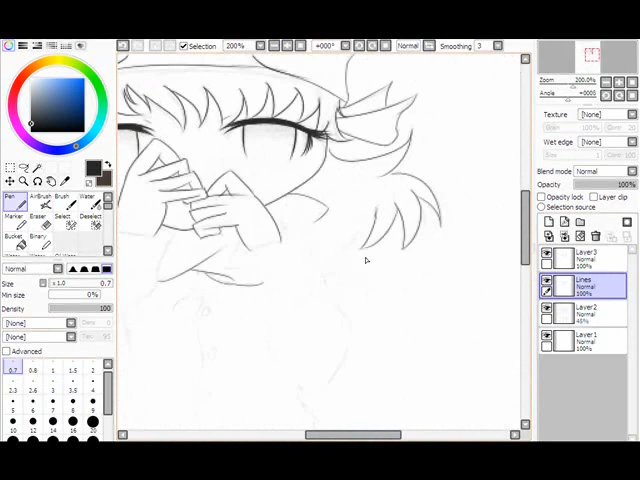 Selection 200% +000° Normal Smoothing 3
Zoom 200.0%
Angle +000§
Texture [None]
Wet edge [None]
Blend mode Normal
Opacity 100%
Opacity lock Layer clip
Selection source
Layer3
Normal
100%
Lines
Normal
100%
Layer2
Normal
Layer1
Normal
100%
Pen AirBrush Brush Water
Marker Eraser Select Deselect
Bucket Binary
Normal
Size x 1.0 0.7
Min size 0%
Density 100
[None]
[None]
Advanced
0.7 0.8 1 1.5 2
2.3 2.6 3 3.5 4
5 6 7 8 9
10 12 14 16 20